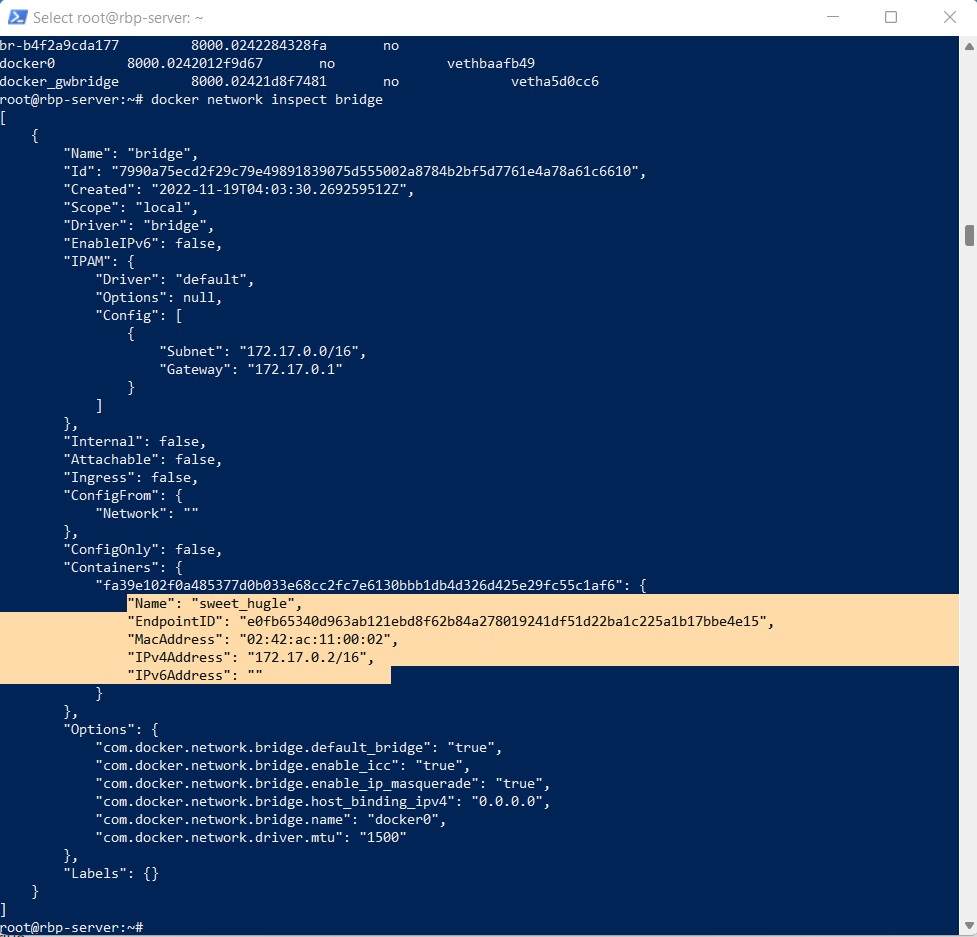 Select root@rbp-server: ~
br-b4f2a9cda177         8000.0242284328fa       no
docker0         8000.0242012f9d67       no              vethbaafb49
docker_gwbridge         8000.02421d8f7481       no              vetha5d0cc6
root@rbp-server:~# docker network inspect bridge
[
    {
        "Name": "bridge",
        "Id": "7990a75ecd2f29c79e49891839075d555002a8784b2bf5d7761e4a78a61c6610",
        "Created": "2022-11-19T04:03:30.269259512Z",
        "Scope": "local",
        "Driver": "bridge",
        "EnableIPv6": false,
        "IPAM": {
            "Driver": "default",
            "Options": null,
            "Config": [
                {
                    "Subnet": "172.17.0.0/16",
                    "Gateway": "172.17.0.1"
                }
            ]
        },
        "Internal": false,
        "Attachable": false,
        "Ingress": false,
        "ConfigFrom": {
            "Network": ""
        },
        "ConfigOnly": false,
        "Containers": {
            "fa39e102f0a485377d0b033e68cc2fc7e6130bbb1db4d326d425e29fc55c1af6": {
                "Name": "sweet_hugle",
                "EndpointID": "e0fb65340d963ab121ebd8f62b84a278019241df51d22ba1c225a1b17bbe4e15",
                "MacAddress": "02:42:ac:11:00:02",
                "IPv4Address": "172.17.0.2/16",
                "IPv6Address": ""
            }
        },
        "Options": {
            "com.docker.network.bridge.default_bridge": "true",
            "com.docker.network.bridge.enable_icc": "true",
            "com.docker.network.bridge.enable_ip_masquerade": "true",
            "com.docker.network.bridge.host_binding_ipv4": "0.0.0.0",
            "com.docker.network.bridge.name": "docker0",
            "com.docker.network.driver.mtu": "1500"
        },
        "Labels": {}
    }
]
root@rbp-server:~#